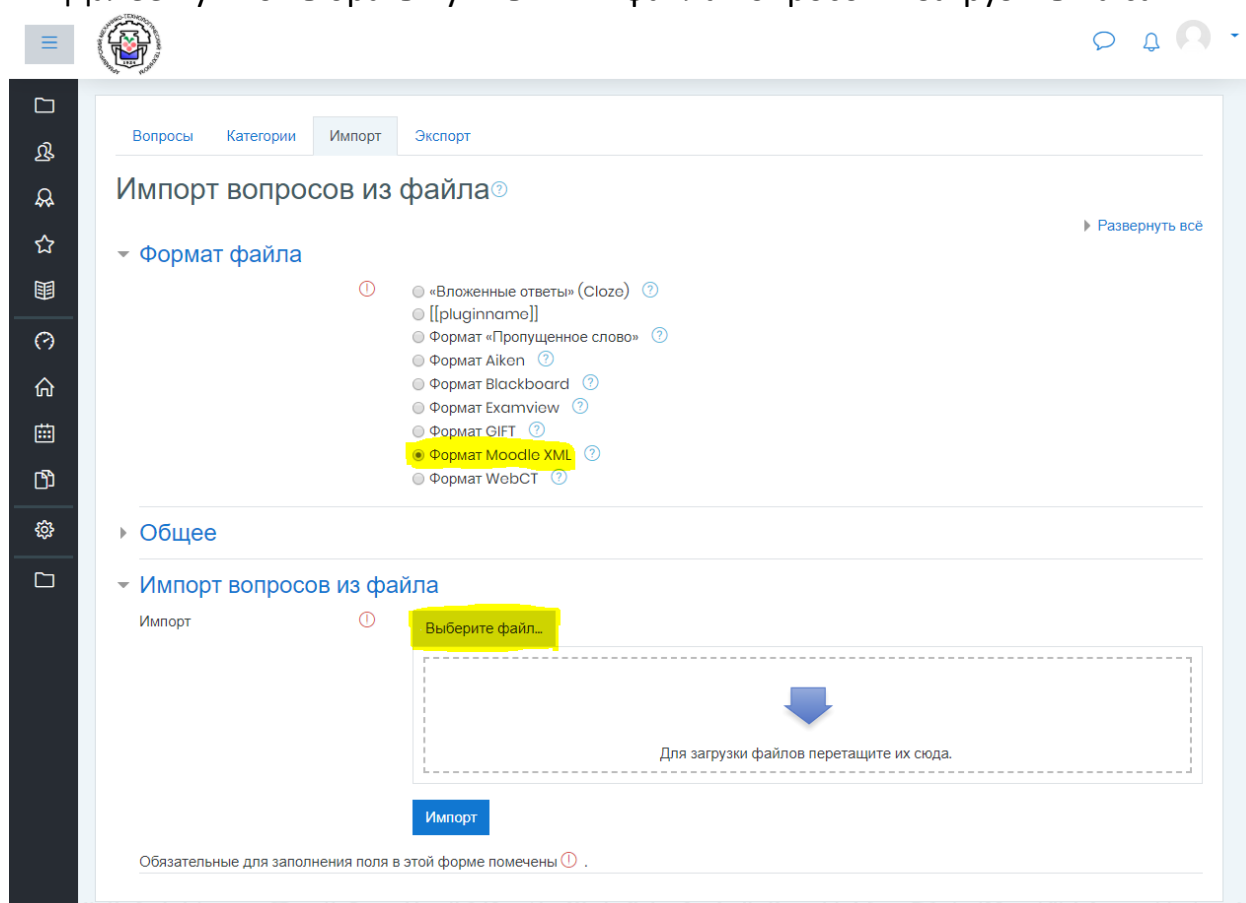 Вопросы Категории Импорт Экспорт
Импорт вопросов из файла
Развернуть всё
Формат файла
«Вложенные ответы» (Cloze)
[[pluginname]]
Формат «Пропущенное слово»
Формат Aiken
Формат Blackboard
Формат Examview
Формат GIFT
Формат Moodle XML
Формат WebCT
Общее
Импорт вопросов из файла
Импорт
Выберите файл...
Для загрузки файлов перетащите их сюда.
Импорт
Обязательные для заполнения поля в этой форме помечены .